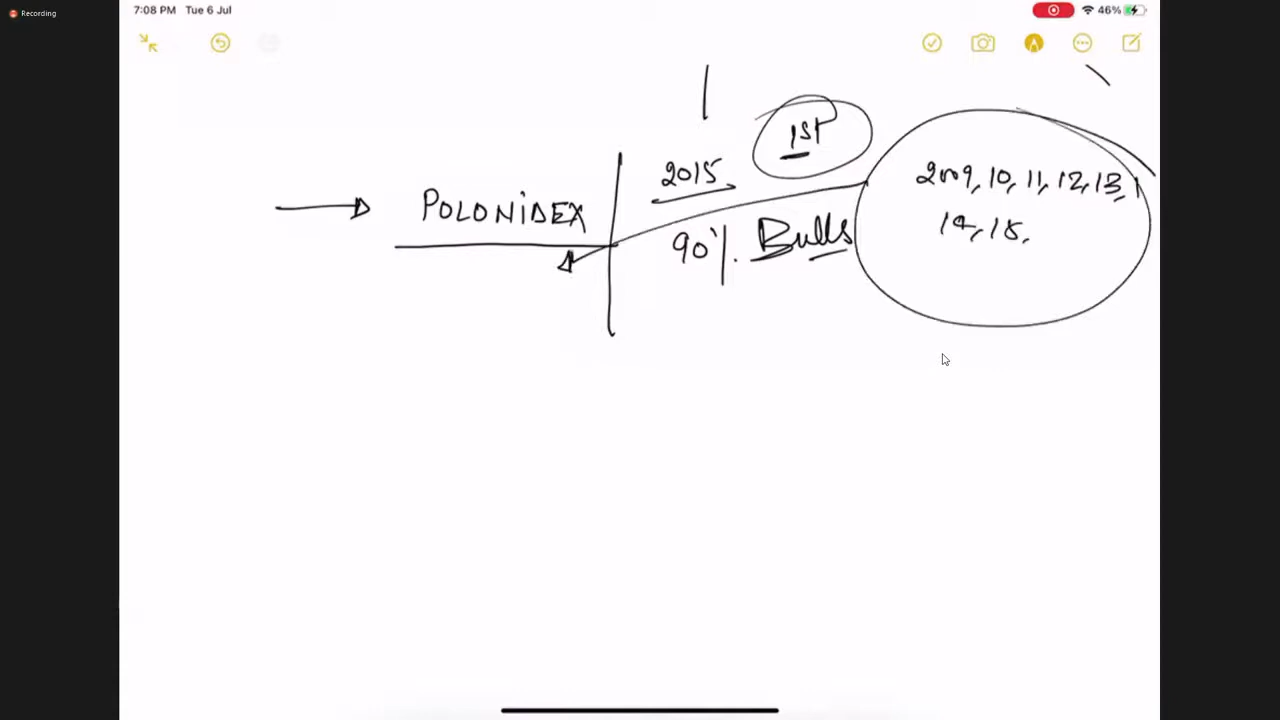 Recording
7:08 PM Tue 6 Jul
46%
1st
2015
POLONiDEX
90% Bulls
2009, 10, 11, 12, 13,
14, 15,